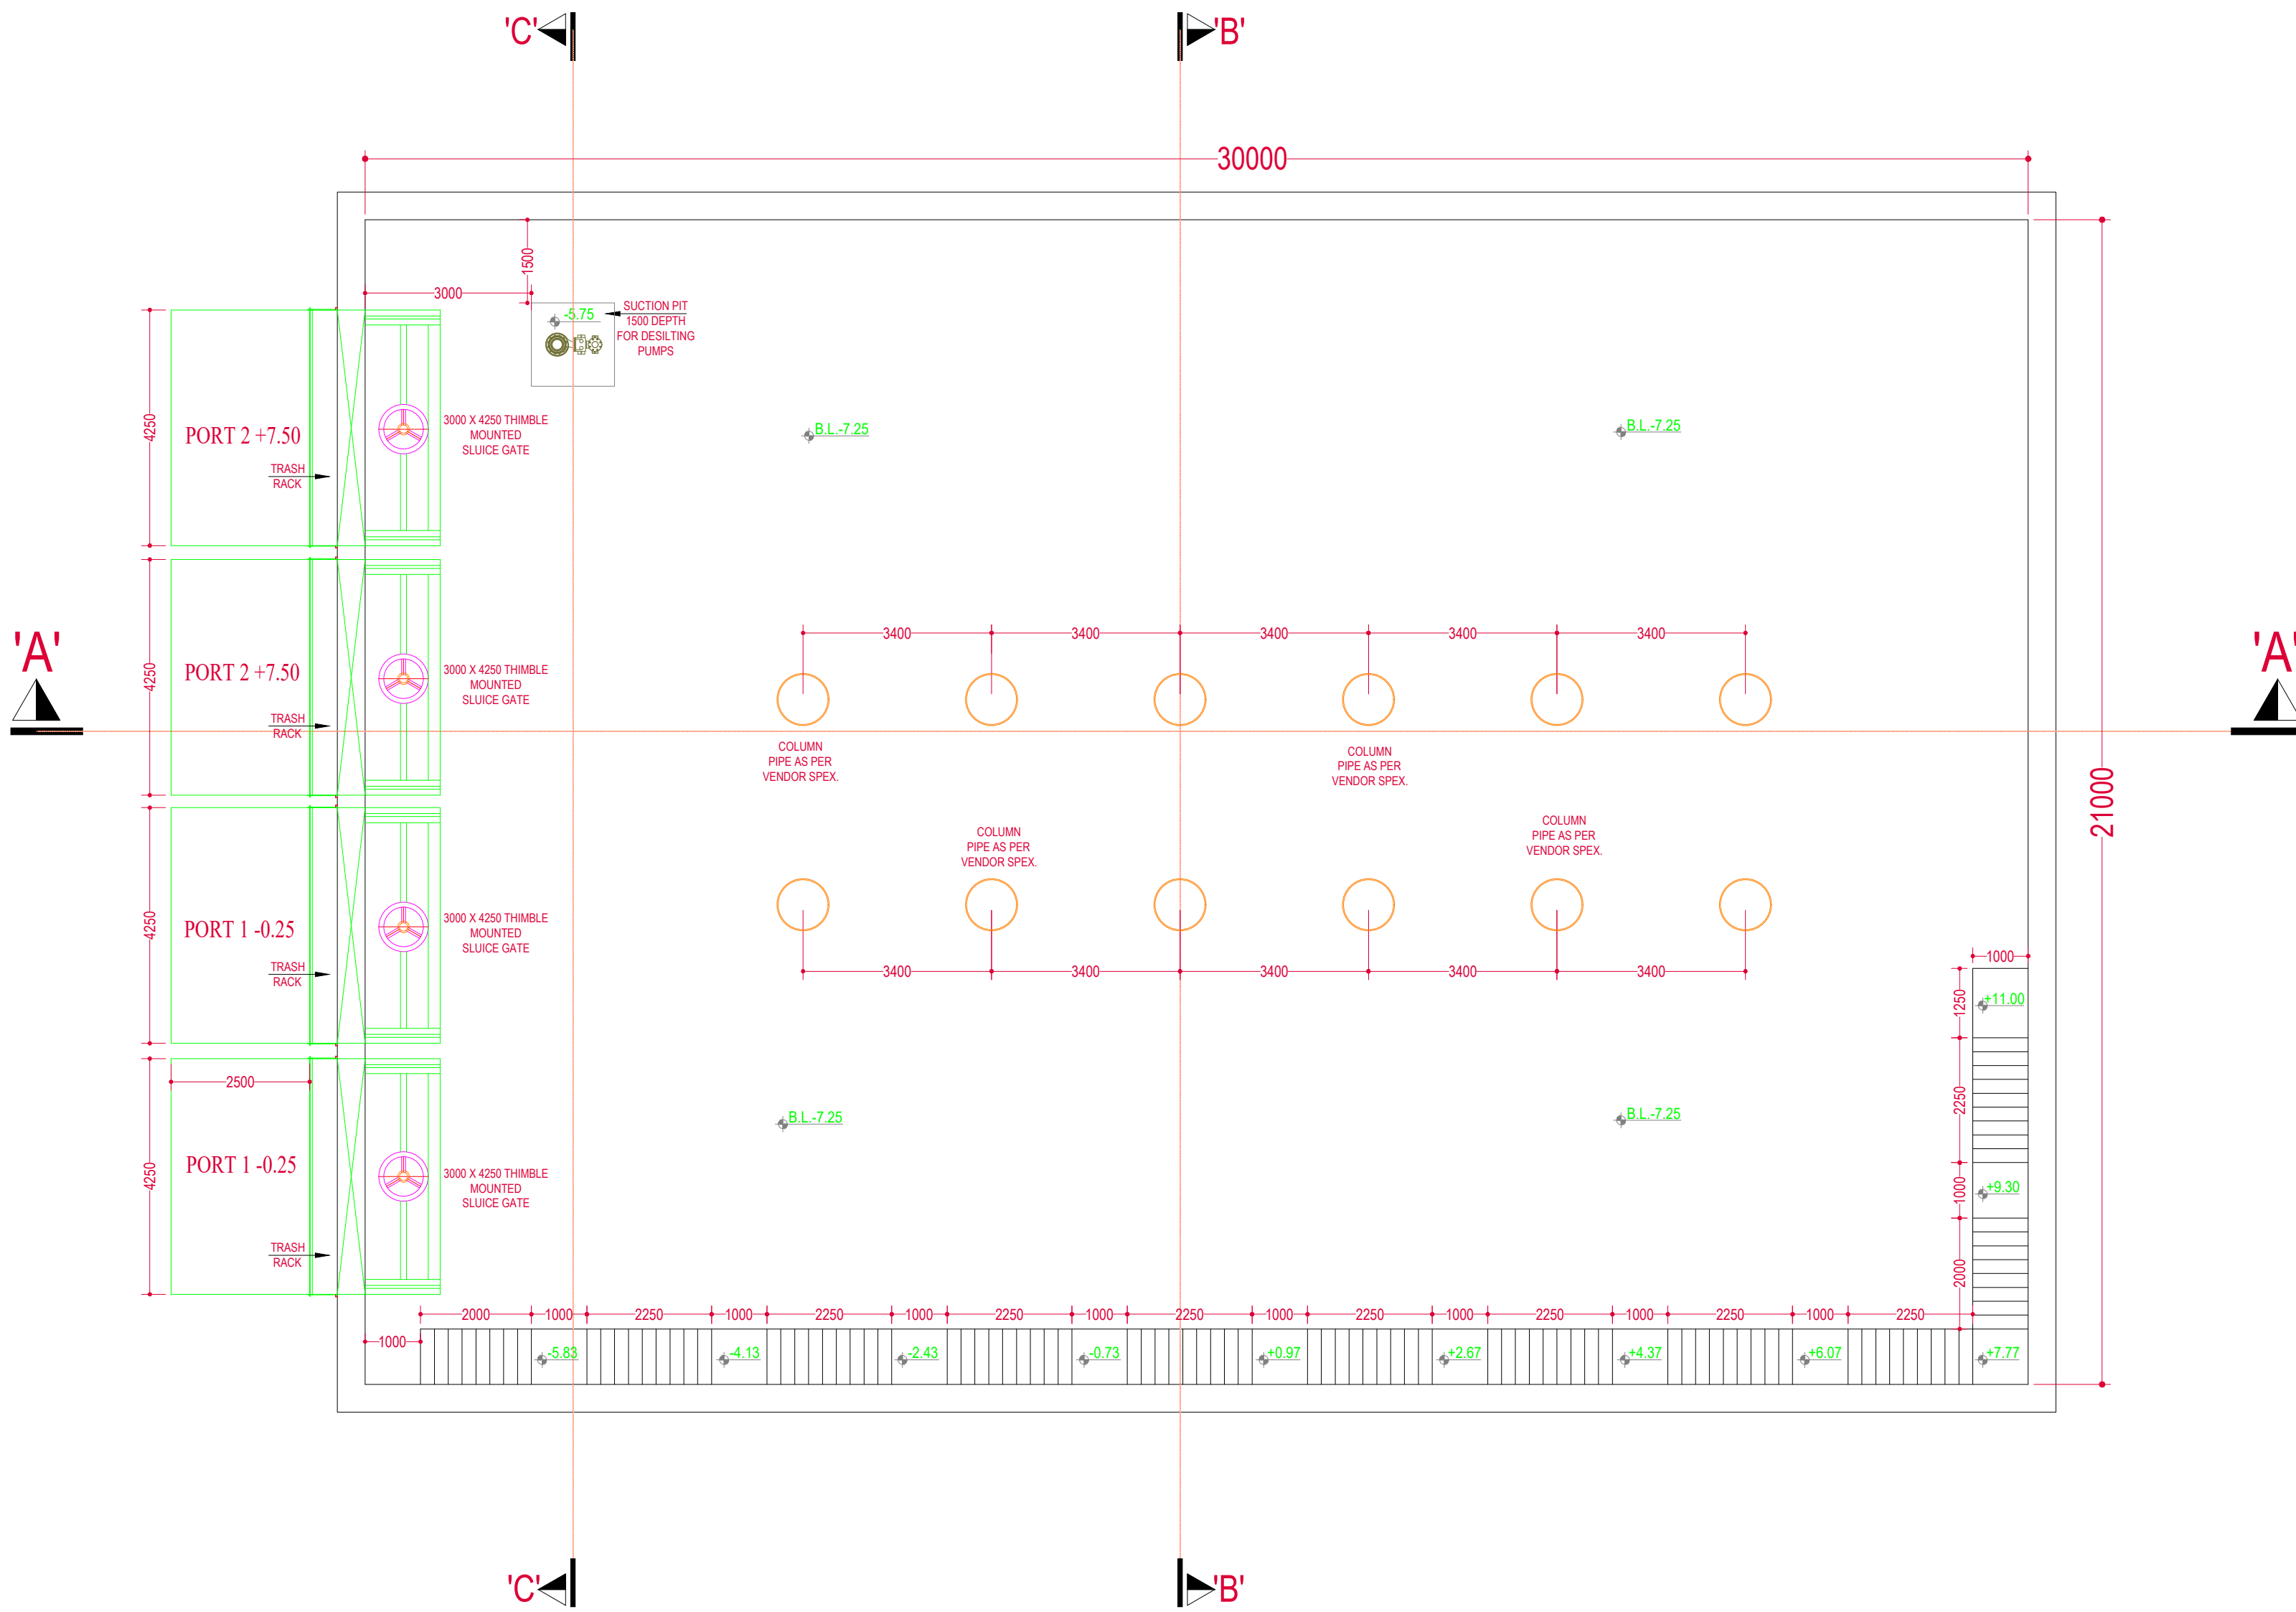 'C'
'B'
30000
1500
3000
-5.75
SUCTION PIT
1500 DEPTH
FOR DESILTING
PUMPS
4250
PORT 2 +7.50
TRASH
RACK
3000 X 4250 THIMBLE
MOUNTED
SLUICE GATE
B.L.-7.25
B.L.-7.25
'A'
'A'
4250
PORT 2 +7.50
TRASH
RACK
3000 X 4250 THIMBLE
MOUNTED
SLUICE GATE
3400
3400
3400
3400
3400
COLUMN
PIPE AS PER
VENDOR SPEX.
COLUMN
PIPE AS PER
VENDOR SPEX.
21000
COLUMN
PIPE AS PER
VENDOR SPEX.
COLUMN
PIPE AS PER
VENDOR SPEX.
4250
PORT 1 -0.25
TRASH
RACK
3000 X 4250 THIMBLE
MOUNTED
SLUICE GATE
3400
3400
3400
3400
3400
1000
1250
+11.00
2250
1000
+9.30
2000
2500
4250
PORT 1 -0.25
TRASH
RACK
3000 X 4250 THIMBLE
MOUNTED
SLUICE GATE
B.L.-7.25
B.L.-7.25
2000
1000
2250
1000
2250
1000
2250
1000
2250
1000
2250
1000
2250
1000
2250
1000
2250
1000
-5.83
-4.13
-2.43
-0.73
+0.97
+2.67
+4.37
+6.07
+7.77
'C'
'B'